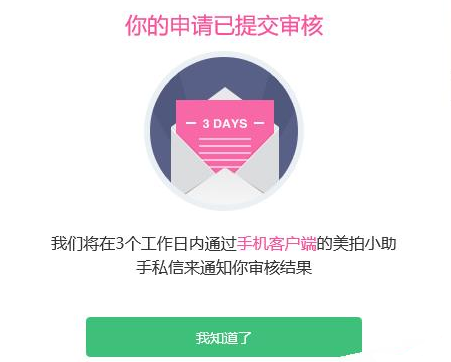 你的申请已提交审核
3 DAYS
我们将在3个工作日内通过手机客户端的美拍小助
手私信来通知你审核结果
我知道了